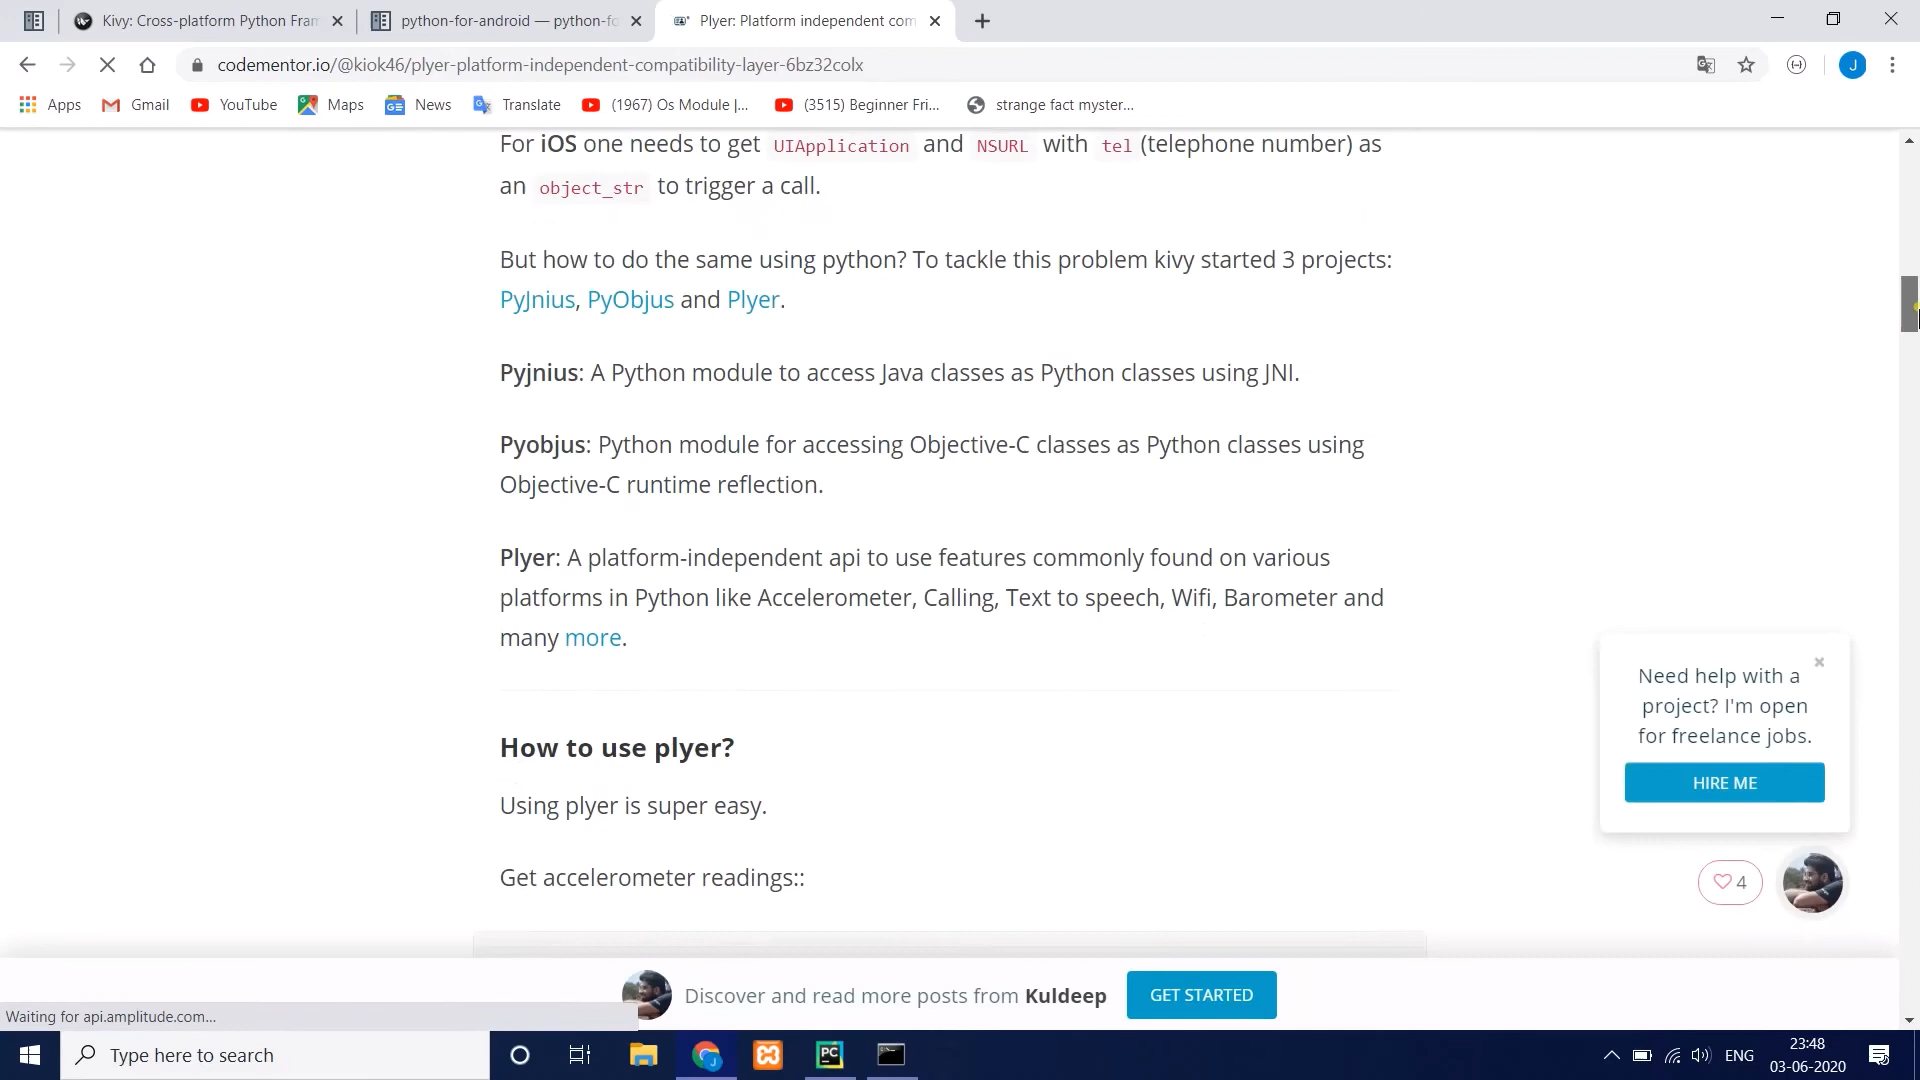 Kivy: Cross-platform Python Fram
python-for-android — python-fo
Plyer: Platform independent com
codementor.io/@kiok46/plyer-platform-independent-compatibility-layer-6bz32colx
J
Apps
Gmail
YouTube
Maps
News
Translate
(1967) Os Module |...
(3515) Beginner Fri...
strange fact myster...
For iOS one needs to get UIApplication and NSURL with tel (telephone number) as
an object_str to trigger a call.
But how to do the same using python? To tackle this problem kivy started 3 projects:
PyJnius, PyObjus and Plyer.
Pyjnius: A Python module to access Java classes as Python classes using JNI.
Pyobjus: Python module for accessing Objective-C classes as Python classes using
Objective-C runtime reflection.
Plyer: A platform-independent api to use features commonly found on various
platforms in Python like Accelerometer, Calling, Text to speech, Wifi, Barometer and
many more.
How to use plyer?
Using plyer is super easy.
Get accelerometer readings::
Need help with a
project? I'm open
for freelance jobs.
HIRE ME
4
Discover and read more posts from Kuldeep
GET STARTED
Waiting for api.amplitude.com...
Type here to search
J
PC
ENG
23:48
03-06-2020